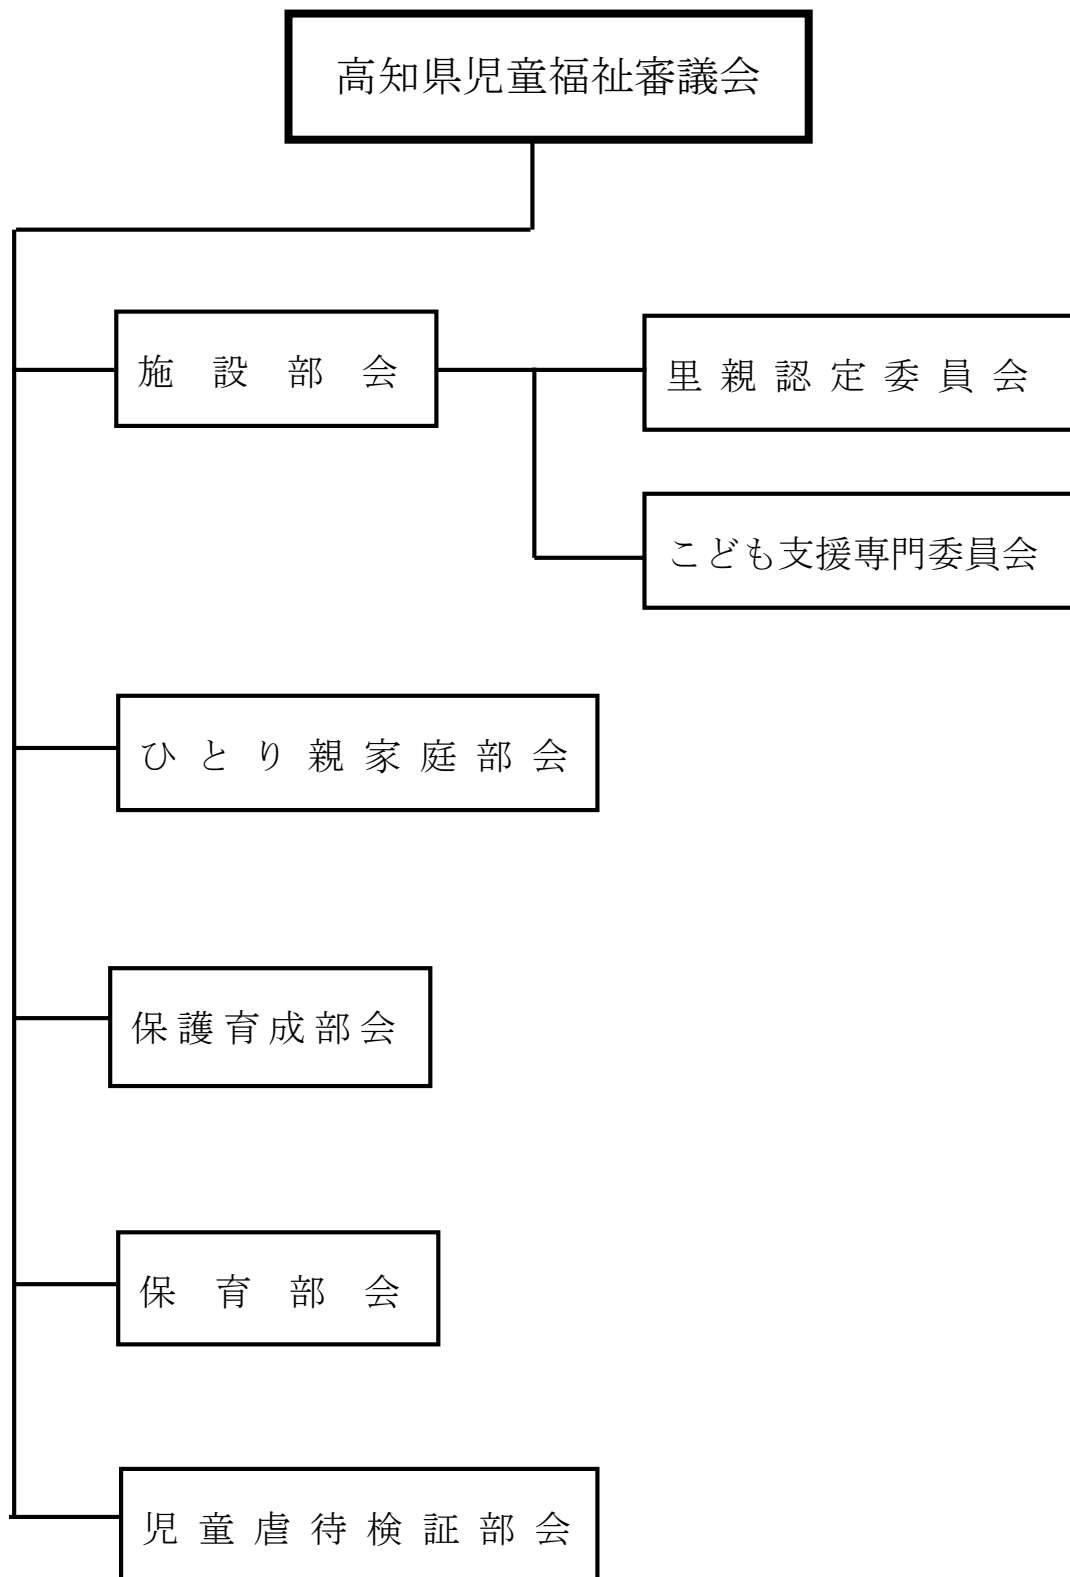 高知県児童福祉審議会
施設部会
里親認定委員会
こども支援専門委員会
ひとり親家庭部会
保護育成部会
保育部会
児童虐待検証部会